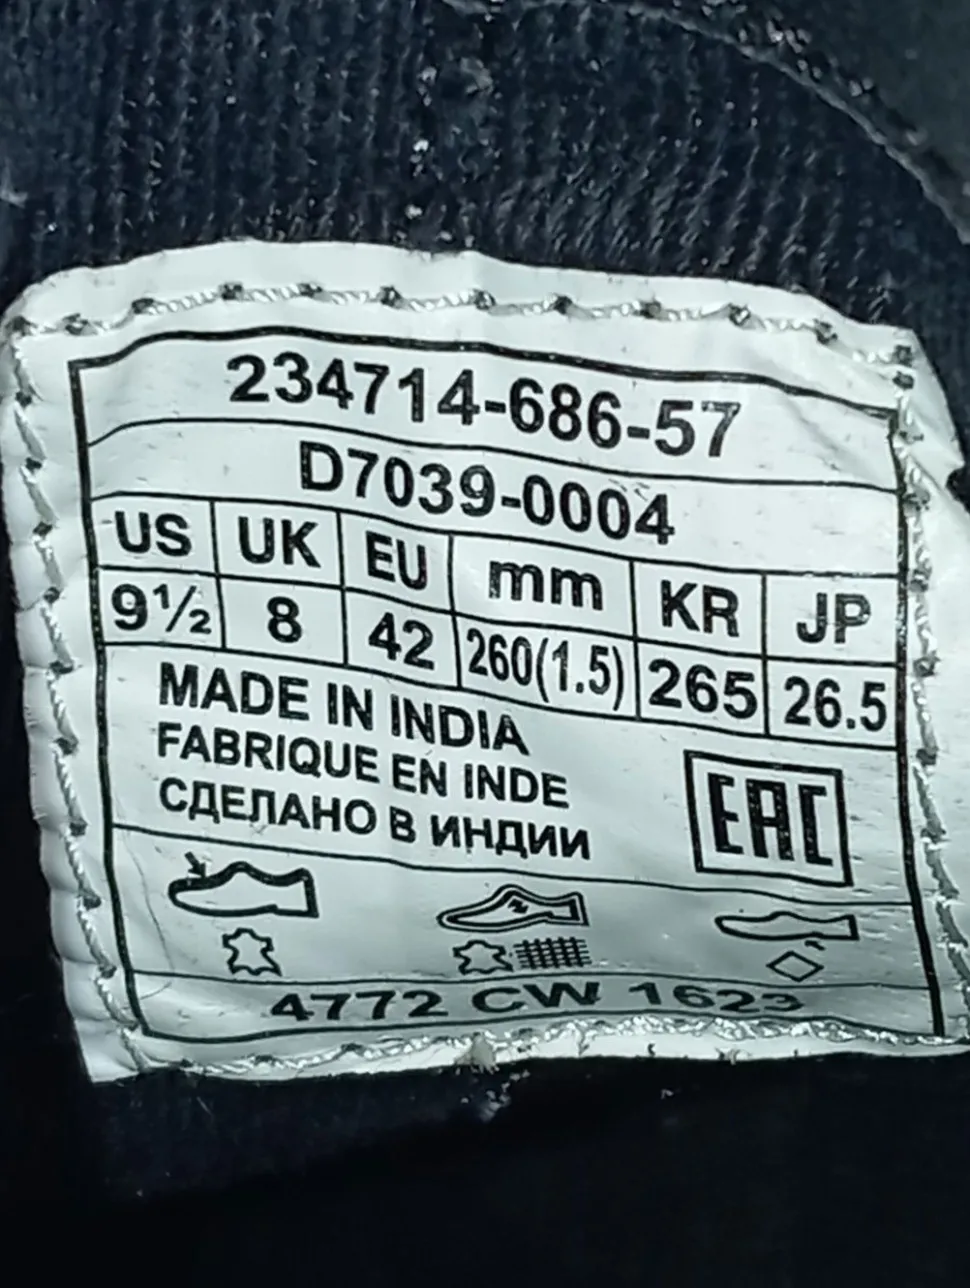 234714-686-57
D7039-0004
US UK EU mm KR JP
9½ 8 42 260(1.5) 265 26.5
MADE IN INDIA
FABRIQUE EN INDE
СДЕЛАНО В ИНДИИ
EAC
4772 CW 1623